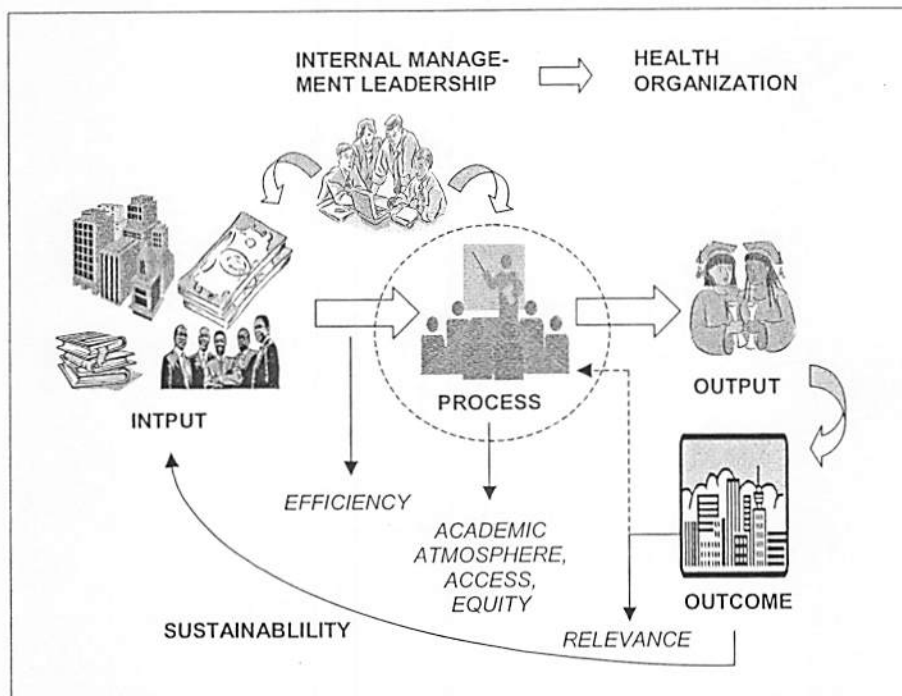 INTERNAL MANAGE-
MENT LEADERSHIP
HEALTH
ORGANIZATION
INTPUT
PROCESS
OUTPUT
EFFICIENCY
ACADEMIC
ATMOSPHERE,
ACCESS,
EQUITY
OUTCOME
SUSTAINABLILITY
RELEVANCE